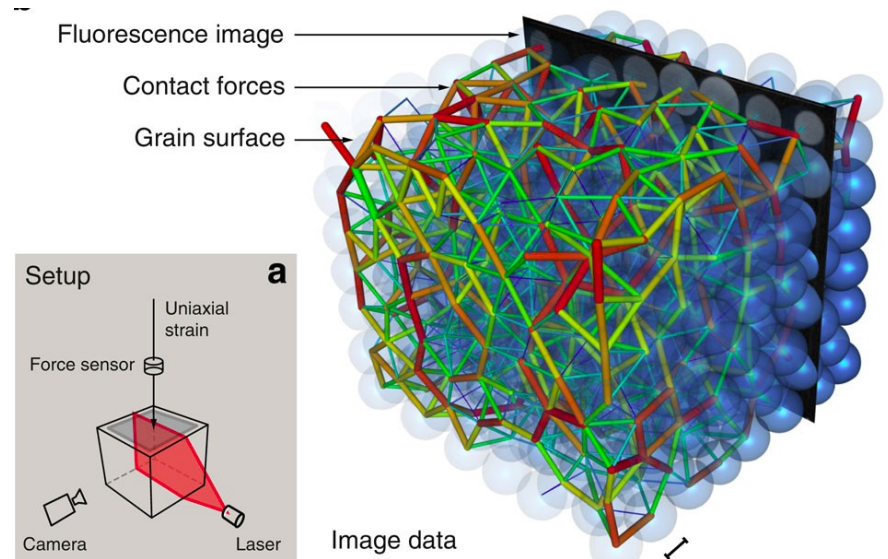 Fluorescence image
Contact forces
Grain surface
Setup
a
Uniaxial
strain
Force sensor
Camera
Laser
Image data